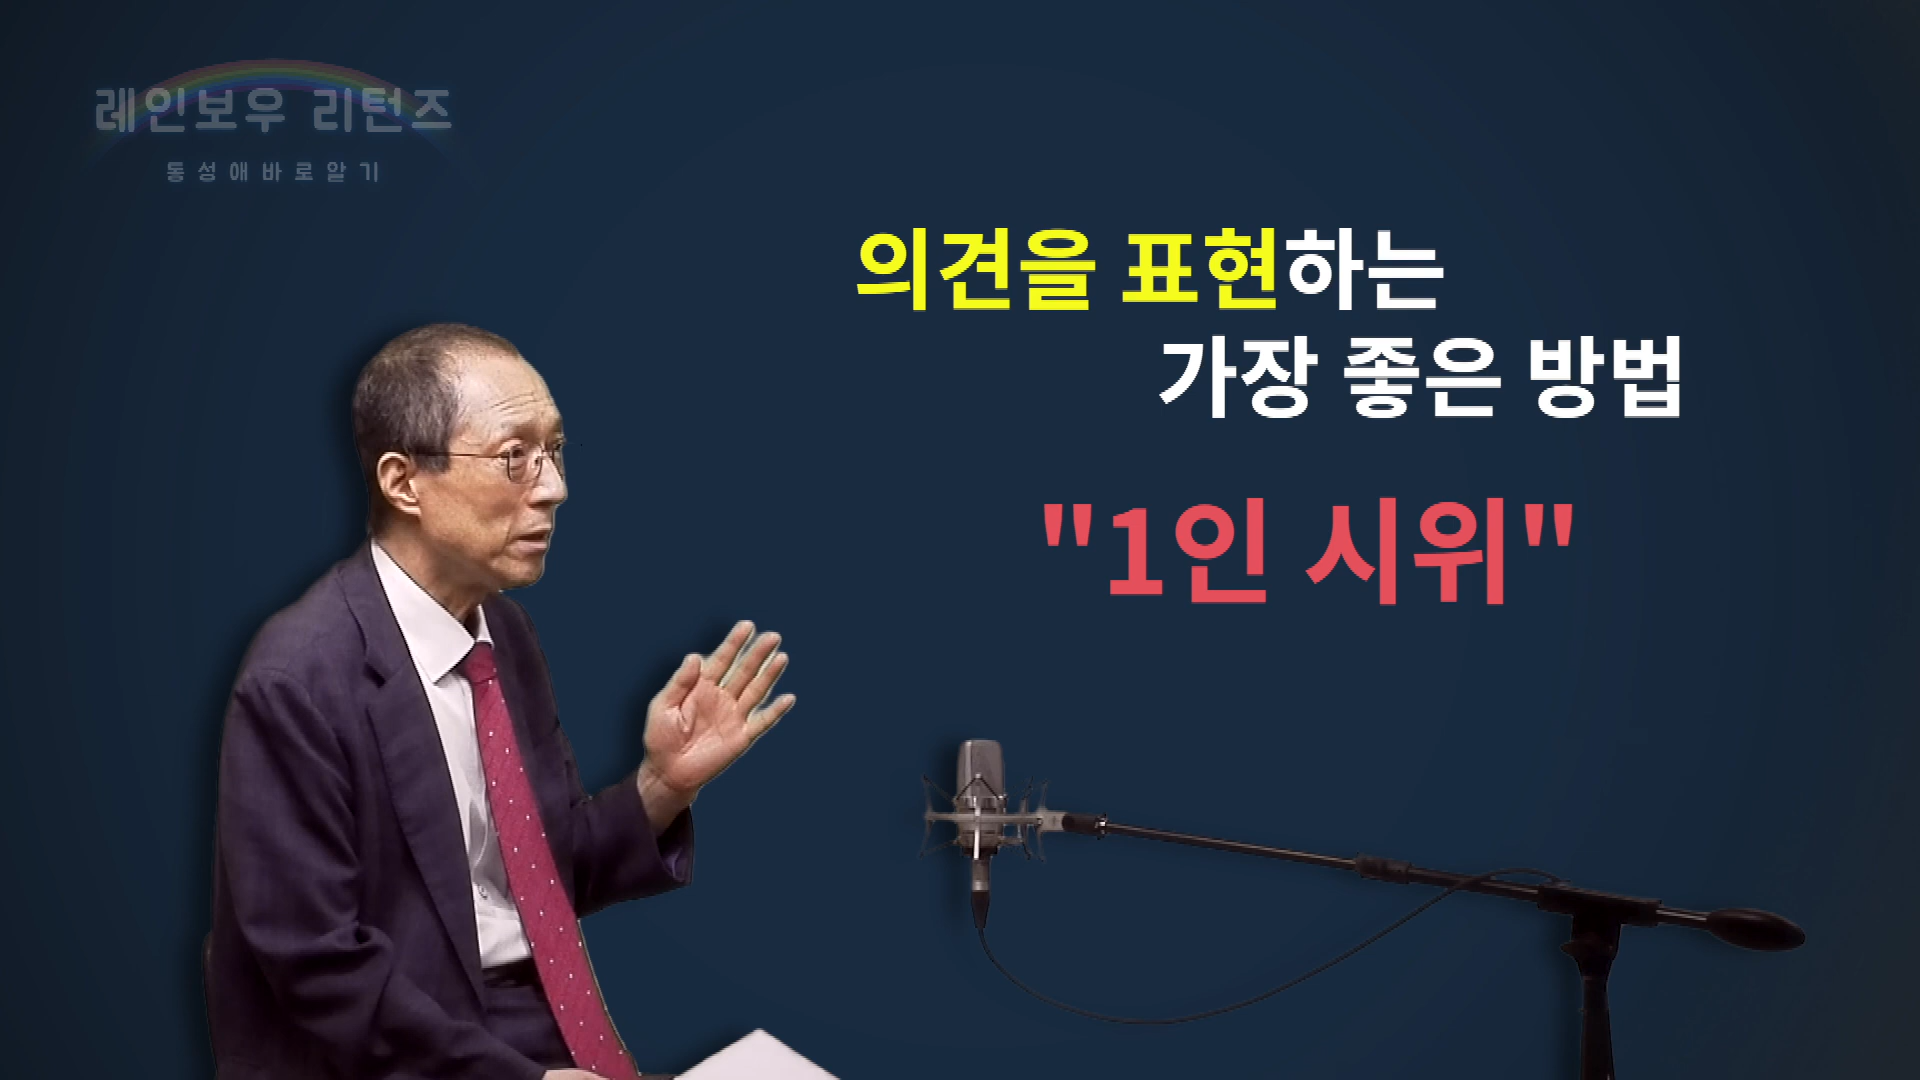 레인보우 리턴즈
동성애바로알기
의견을 표현하는
가장 좋은 방법
"1인 시위"